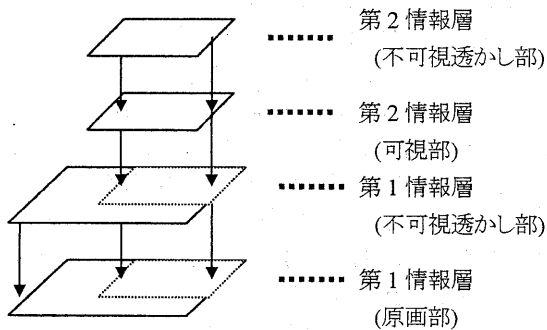 第2情報層
(不可視透かし部)
第2情報層
(可視部)
第1情報層
(不可視透かし部)
第1情報層
(原画部)